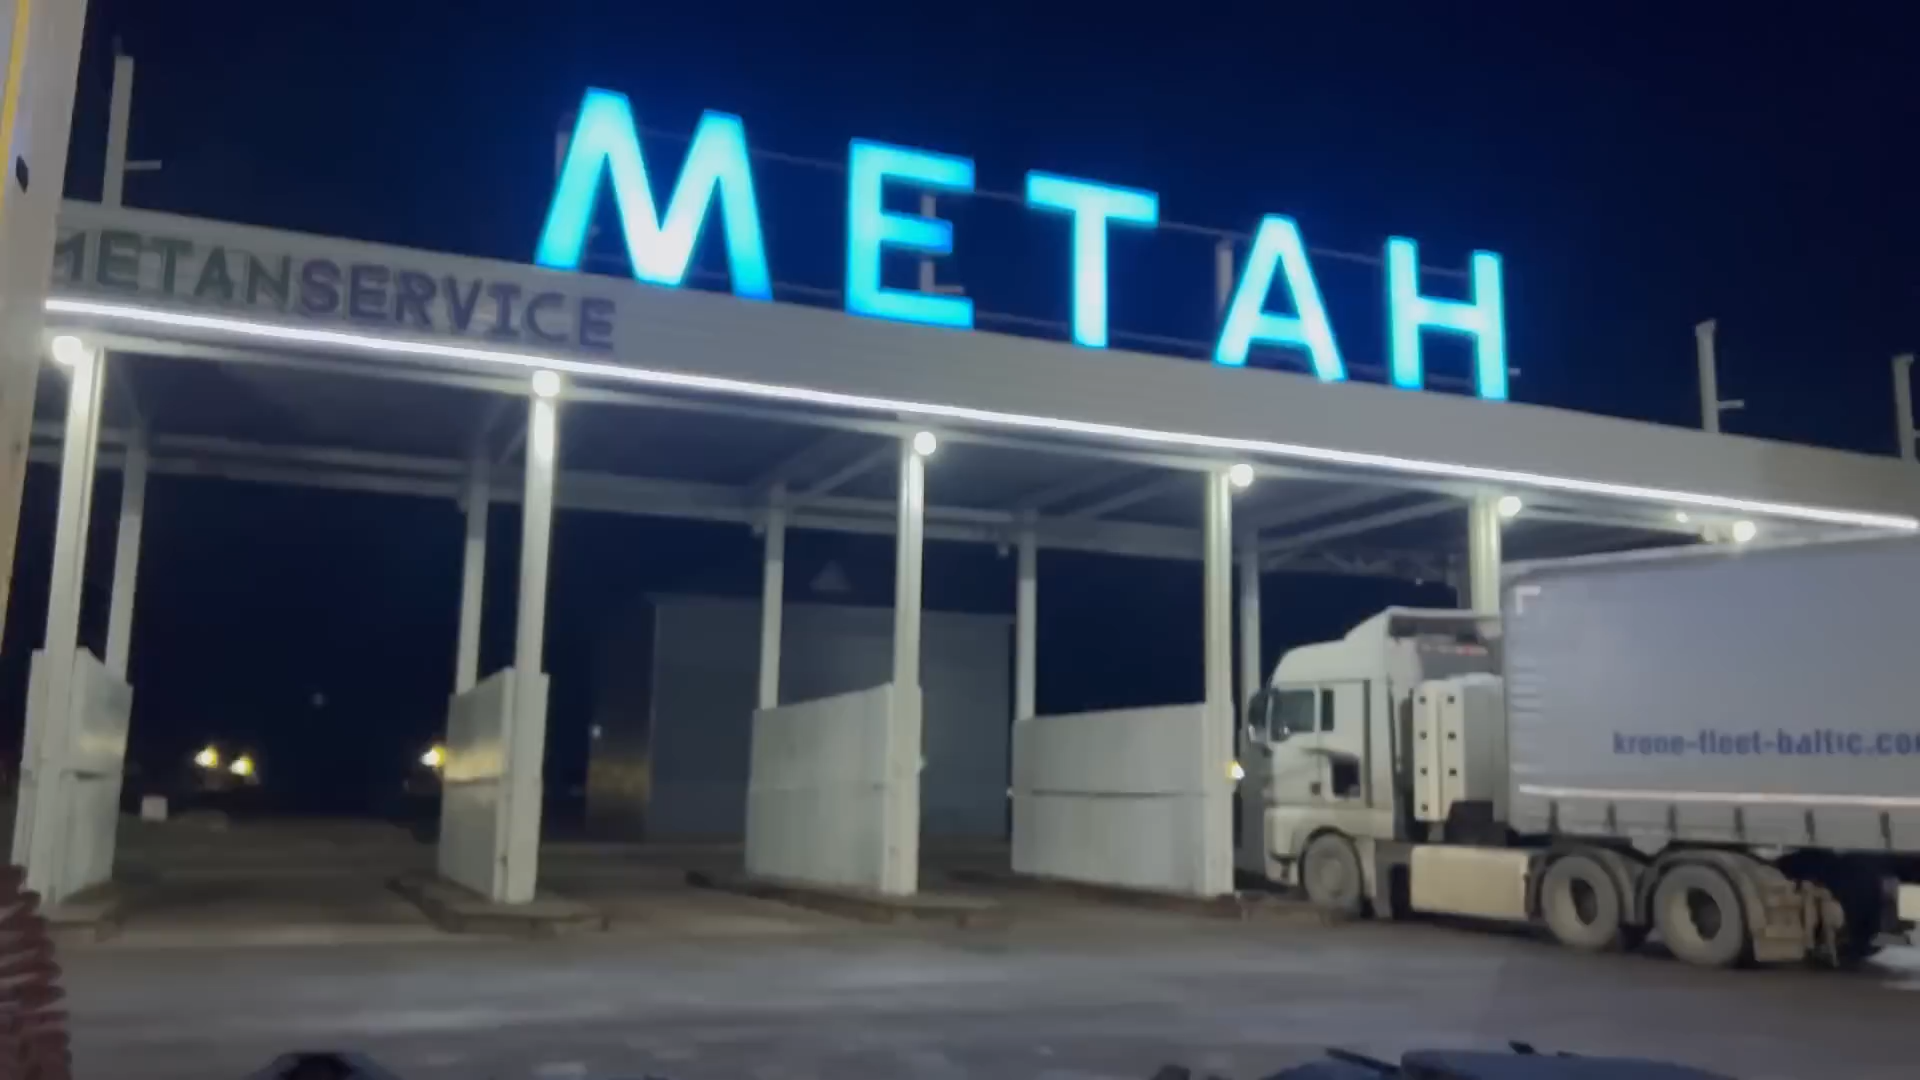 МЕТАН
METANSERVICE
krone-fleet-baltic.co